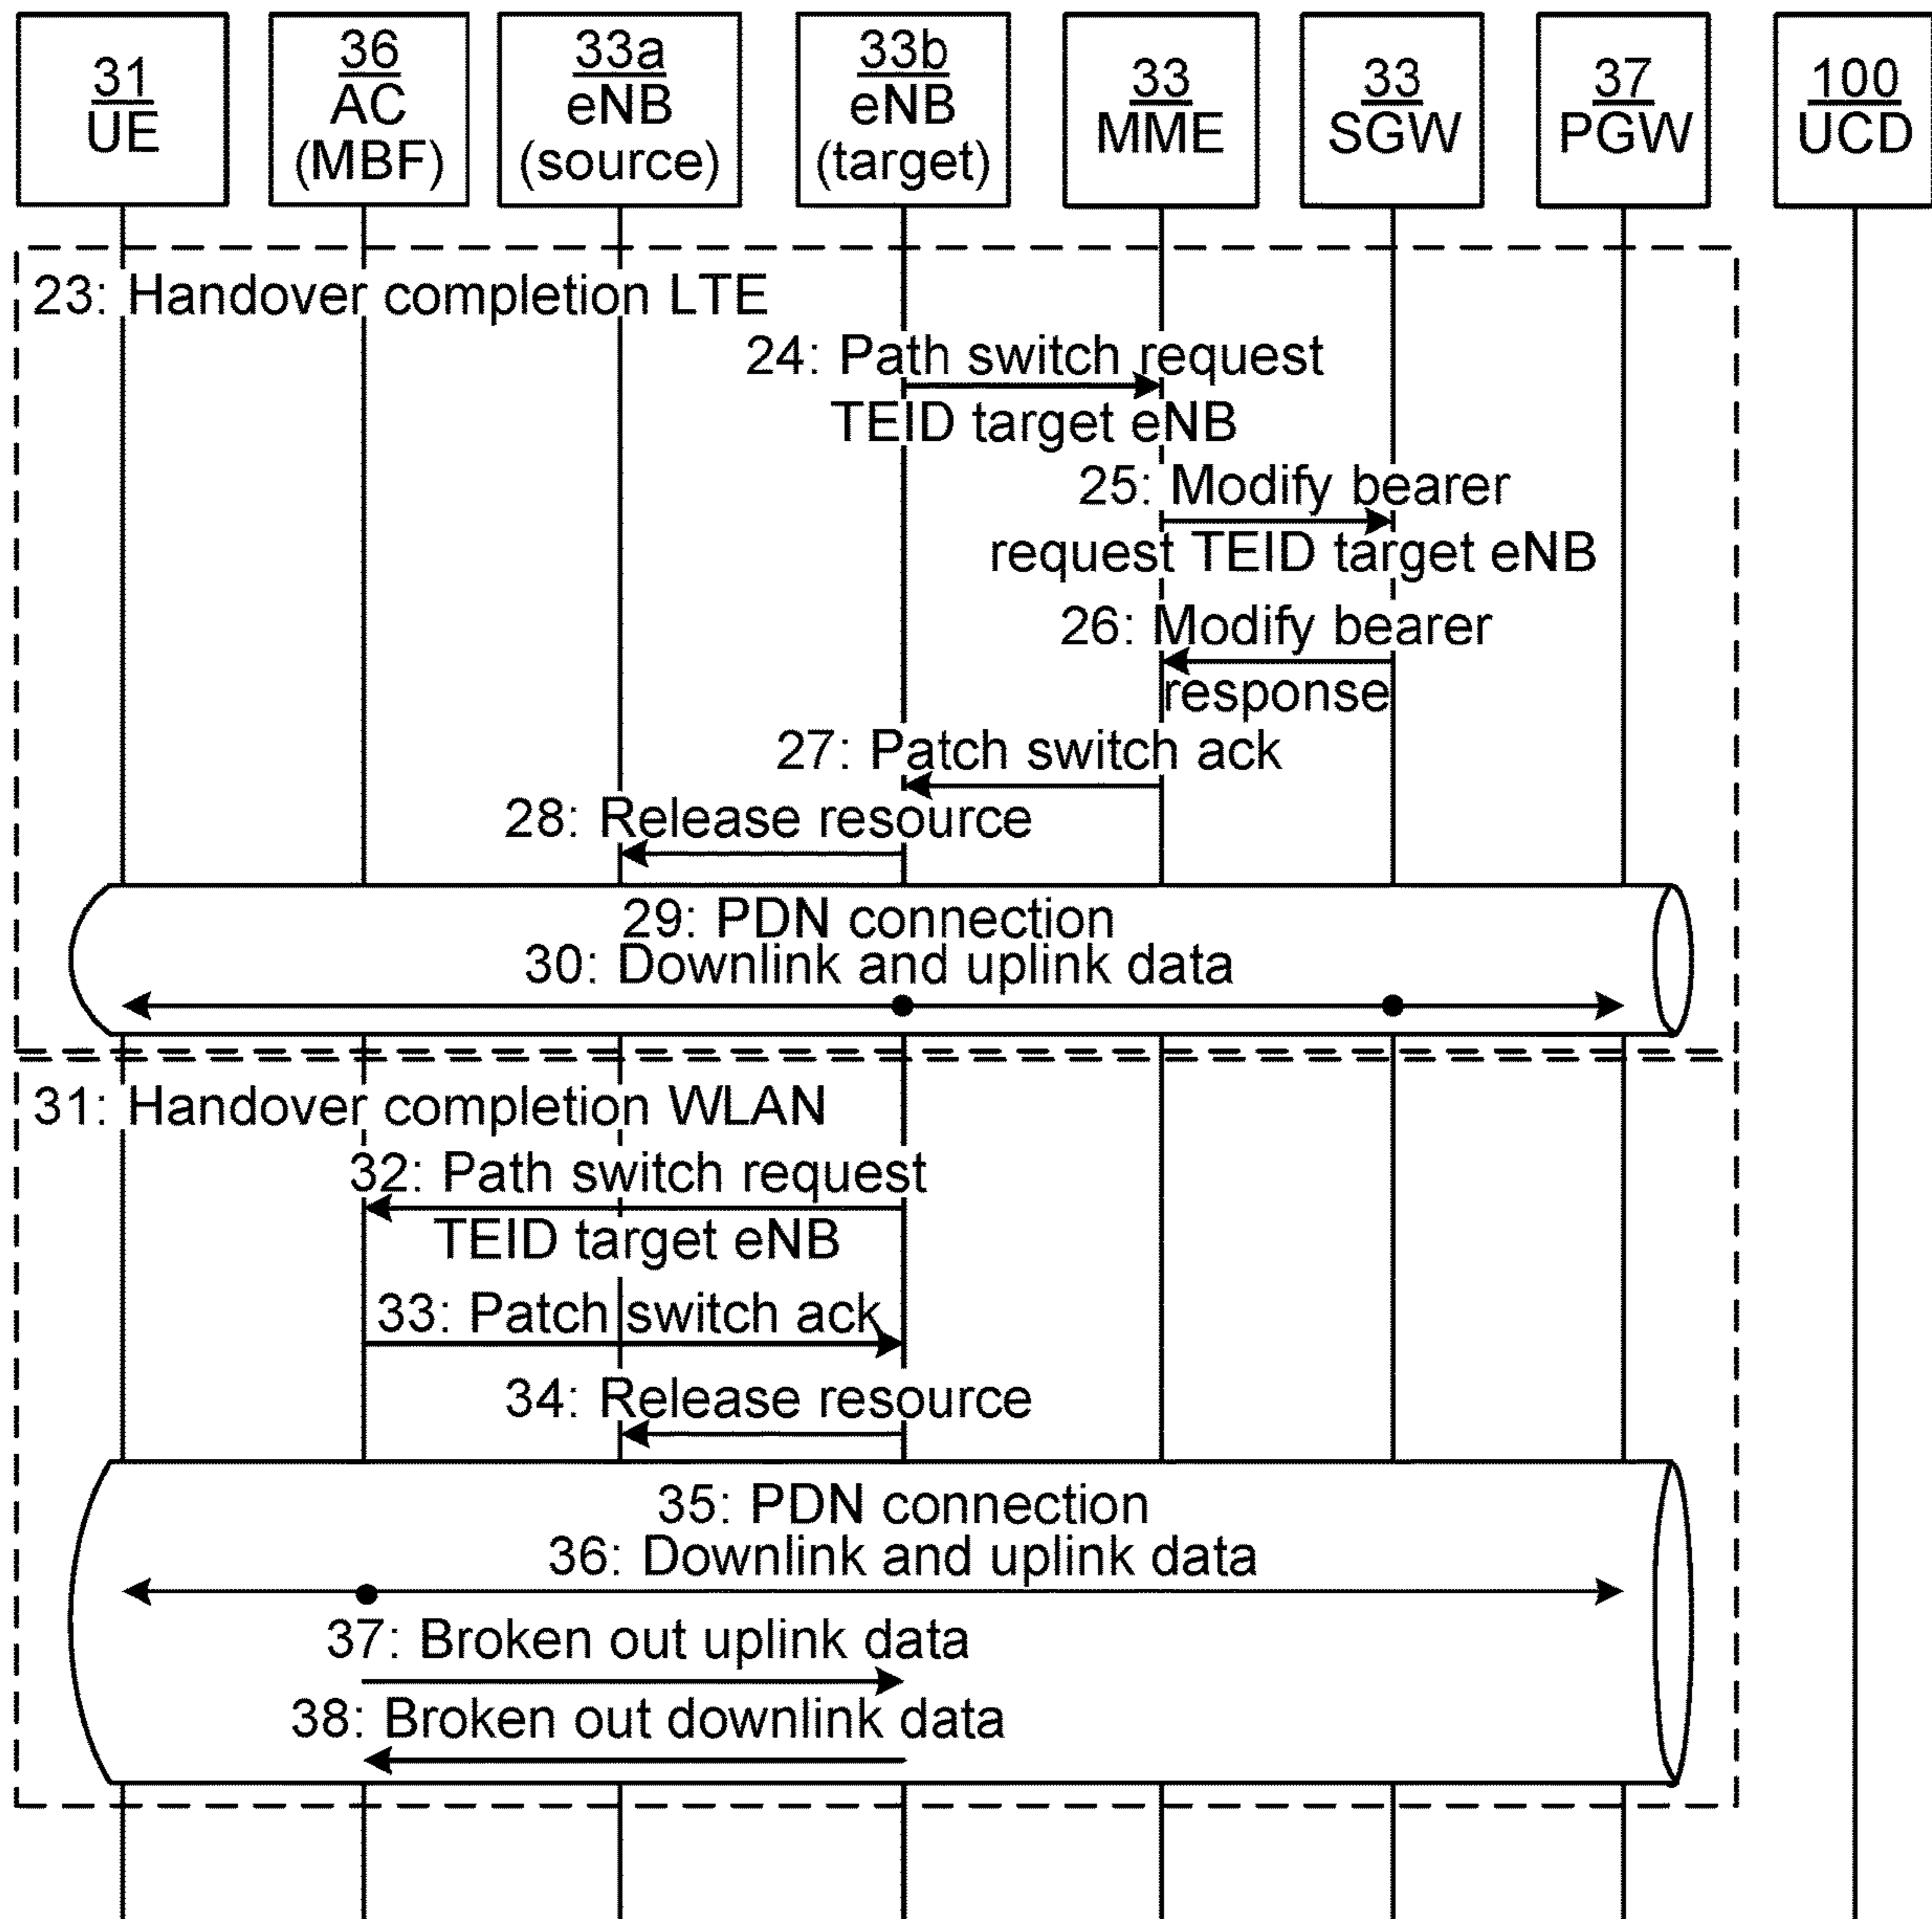 31
UE
36
AC
(MBF)
33a
eNB
(source)
33b
eNB
(target)
33
MME
33
SGW
37
PGW
100
UCD
23: Handover completion LTE
24: Path switch request
TEID target eNB
25: Modify bearer
request TEID target eNB
26: Modify bearer
response
27: Patch switch ack
28: Release resource
29: PDN connection
30: Downlink and uplink data
31: Handover completion WLAN
32: Path switch request
TEID target eNB
33: Patch switch ack
34: Release resource
35: PDN connection
36: Downlink and uplink data
37: Broken out uplink data
38: Broken out downlink data